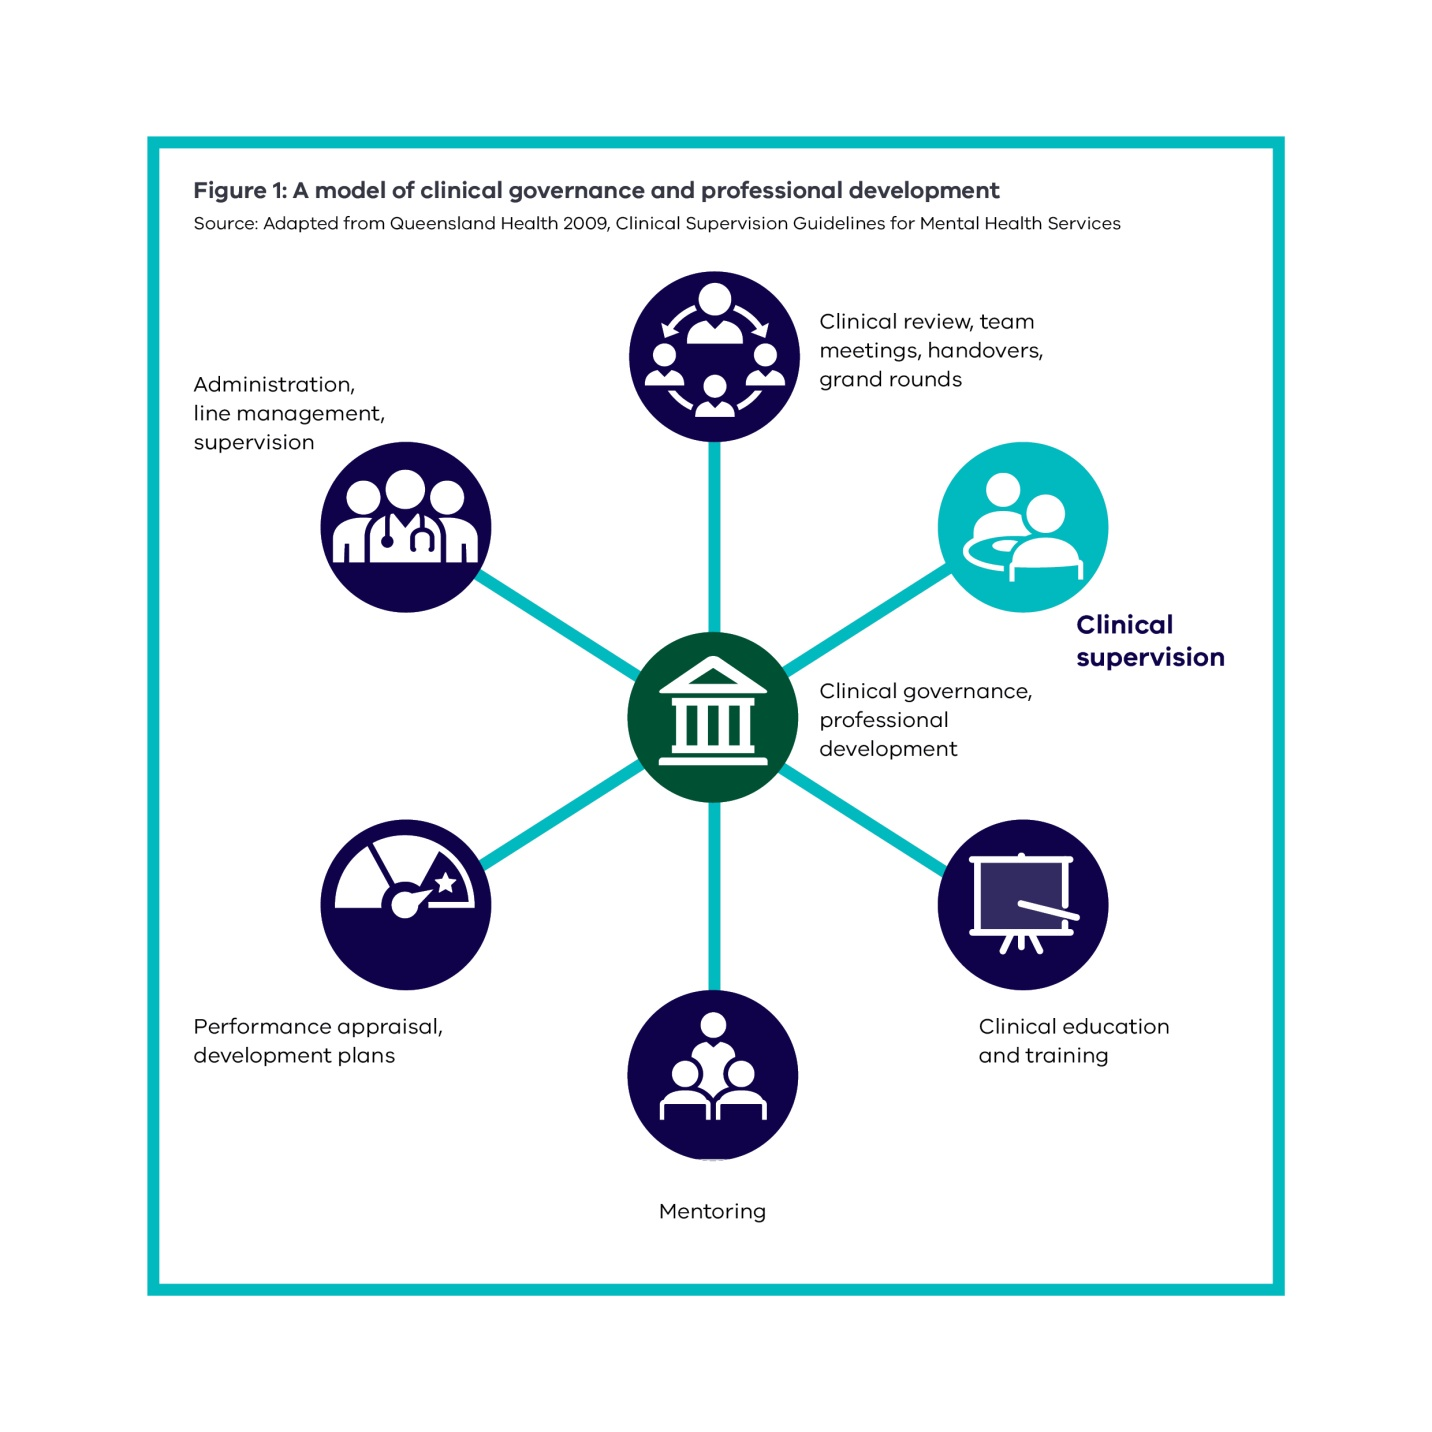 Figure 1: A model of clinical governance and professional development
Source: Adapted from Queensland Health 2009, Clinical Supervision Guidelines for Mental Health Services
Clinical review, team
meetings, handovers,
grand rounds
Administration,
line management,
supervision
Clinical
supervision
Clinical governance,
professional
development
Performance appraisal,
development plans
Clinical education
and training
Mentoring